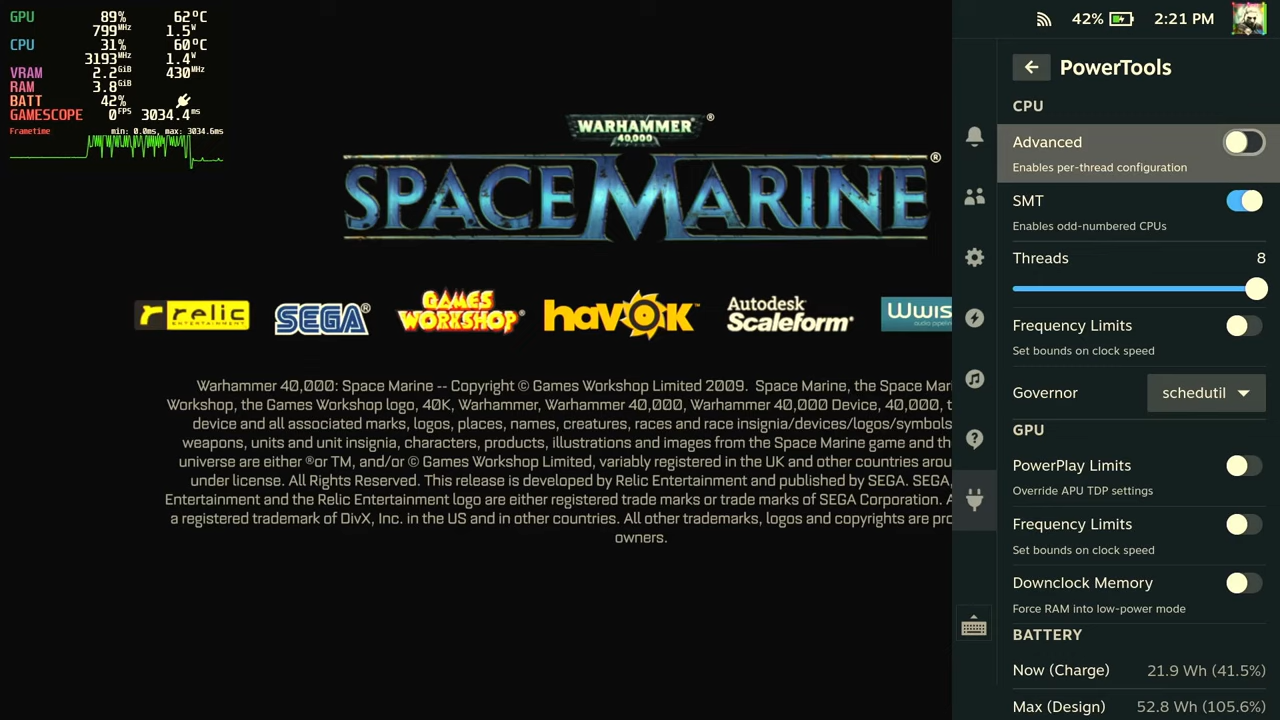 GPU 89% 62°C
799MHz 1.5W
CPU 31% 60°C
3193MHz 1.4W
VRAM 2.2GiB 430MHz
RAM 3.8GiB
BATT 42%
GAMESCOPE 0FPS 3034.4ms
Frametime min: 0.0ms, max: 3034.6ms
WARHAMMER®
40,000
SPACE MARINE®
relic
ENTERTAINMENT
SEGA®
GAMES WORKSHOP®
havok™
Autodesk®
Scaleform®
Wwis
audio pipelin
Warhammer 40,000: Space Marine -- Copyright © Games Workshop Limited 2009. Space Marine, the Space Mar
Workshop, the Games Workshop logo, 40K, Warhammer, Warhammer 40,000, Warhammer 40,000 Device, 40,000, t
device and all associated marks, logos, places, names, creatures, races and race insignia/devices/logos/symbols
weapons, units and unit insignia, characters, products, illustrations and images from the Space Marine game and th
universe are either ®or TM, and/or © Games Workshop Limited, variably registered in the UK and other countries arou
under license. All Rights Reserved. This release is developed by Relic Entertainment and published by SEGA. SEGA,
Entertainment and the Relic Entertainment logo are either registered trade marks or trade marks of SEGA Corporation. A
a registered trademark of DivX, Inc. in the US and in other countries. All other trademarks, logos and copyrights are pro
owners.
42% 2:21 PM
PowerTools
CPU
Advanced
Enables per-thread configuration
SMT
Enables odd-numbered CPUs
Threads 8
Frequency Limits
Set bounds on clock speed
Governor schedutil
GPU
PowerPlay Limits
Override APU TDP settings
Frequency Limits
Set bounds on clock speed
Downclock Memory
Force RAM into low-power mode
BATTERY
Now (Charge) 21.9 Wh (41.5%)
Max (Design) 52.8 Wh (105.6%)